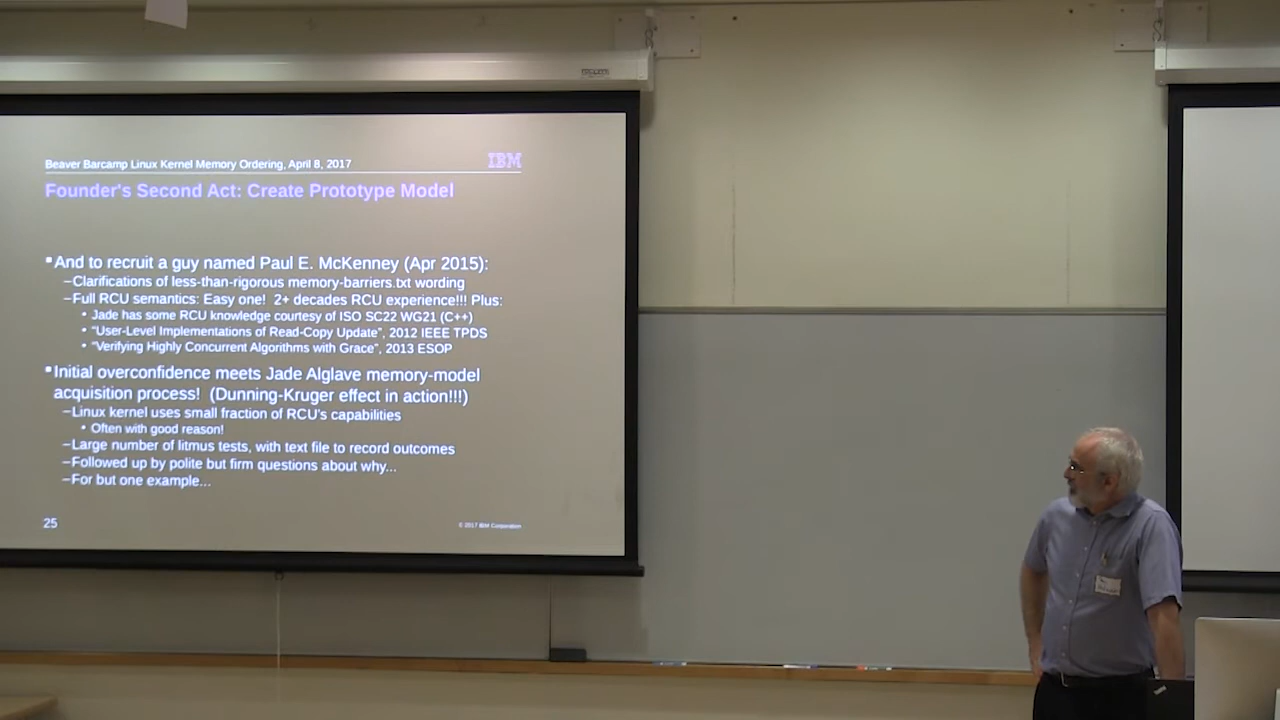 Beaver Barcamp Linux Kernel Memory Ordering, April 8, 2017
IBM
Founder's Second Act: Create Prototype Model
▪And to recruit a guy named Paul E. McKenney (Apr 2015):
–Clarifications of less-than-rigorous memory-barriers.txt wording
–Full RCU semantics: Easy one! 2+ decades RCU experience!!! Plus:
• Jade has some RCU knowledge courtesy of ISO SC22 WG21 (C++)
• "User-Level Implementations of Read-Copy Update", 2012 IEEE TPDS
• "Verifying Highly Concurrent Algorithms with Grace", 2013 ESOP
▪Initial overconfidence meets Jade Alglave memory-model
acquisition process! (Dunning-Kruger effect in action!!!)
–Linux kernel uses small fraction of RCU's capabilities
• Often with good reason!
–Large number of litmus tests, with text file to record outcomes
–Followed up by polite but firm questions about why...
–For but one example...
25
© 2017 IBM Corporation